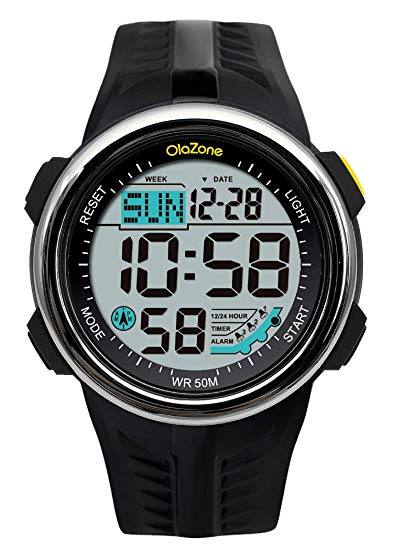 OlaZone
WEEK ▼ DATE
SUN 12-28
10:58
58
12/24 HOUR
TIMER
ALARM
RESET
LIGHT
MODE
START
WR 50M